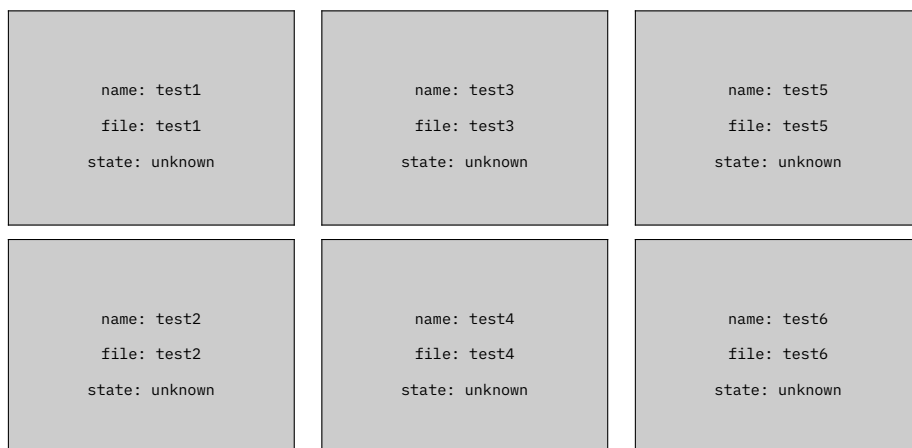 name: test1
file: test1
state: unknown
name: test3
file: test3
state: unknown
name: test5
file: test5
state: unknown
name: test2
file: test2
state: unknown
name: test4
file: test4
state: unknown
name: test6
file: test6
state: unknown